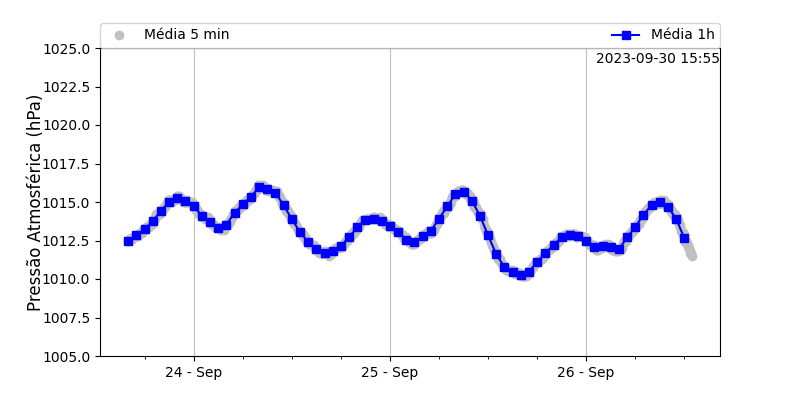 Média 5 min
Média 1h
2023-09-30 15:55
Pressão Atmosférica (hPa)
1025.0
1022.5
1020.0
1017.5
1015.0
1012.5
1010.0
1007.5
1005.0
24 - Sep
25 - Sep
26 - Sep